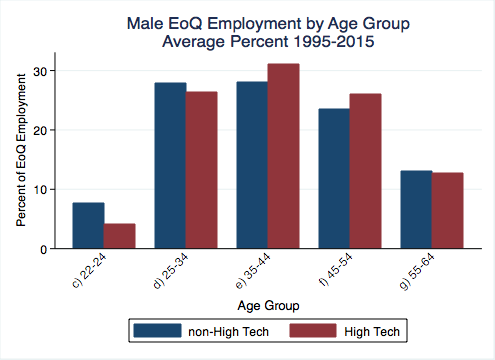 Male EoQ Employment by Age Group
Average Percent 1995-2015
Percent of EoQ Employment
30
20
10
0
c) 22-24
d) 25-34
e) 35-44
f) 45-54
g) 55-64
Age Group
non-High Tech
High Tech